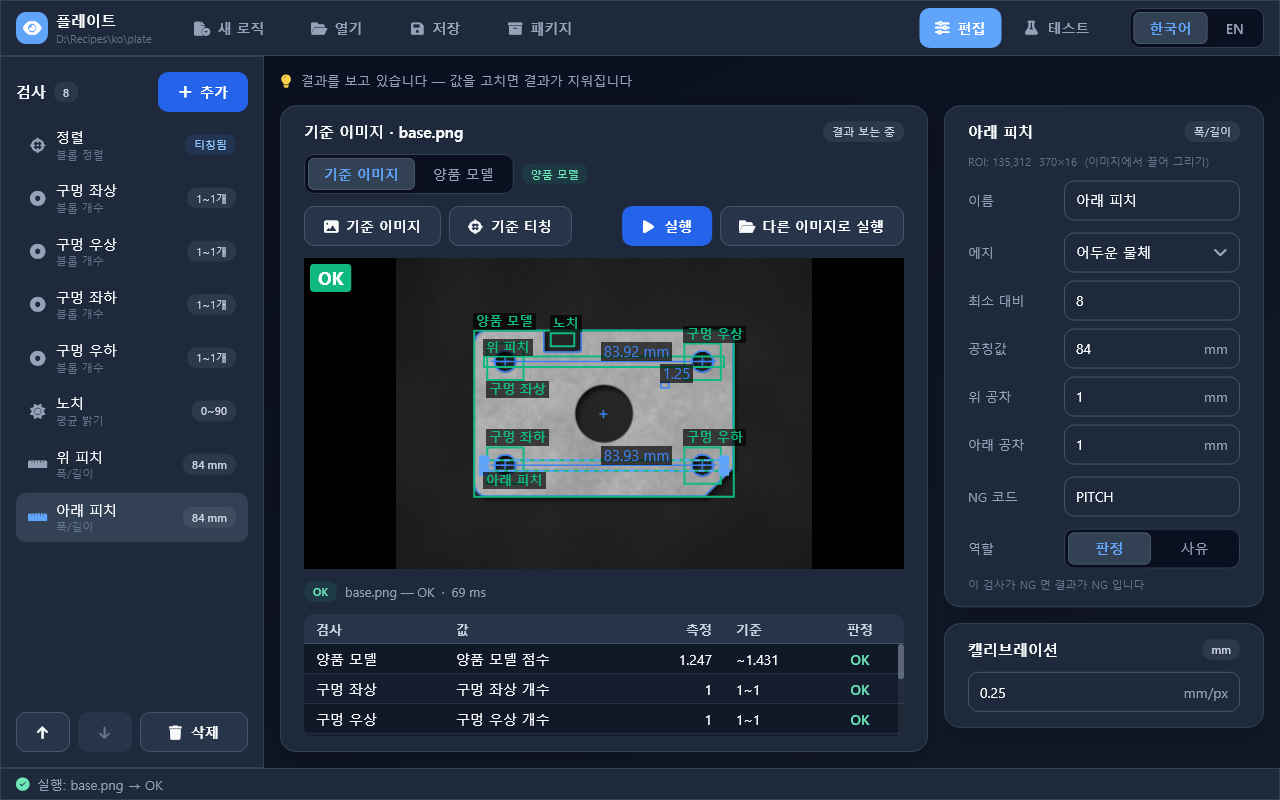 플레이트
D:\Recipes\ko\plate
새 로직
열기
저장
패키지
편집
테스트
한국어
EN
검사 8
추가
정렬
블롭 정렬
티칭됨
구멍 좌상
블롭 개수
1~1개
구멍 우상
블롭 개수
1~1개
구멍 좌하
블롭 개수
1~1개
구멍 우하
블롭 개수
1~1개
노치
평균 밝기
0~90
위 피치
폭/길이
84 mm
아래 피치
폭/길이
84 mm
삭제
결과를 보고 있습니다 — 값을 고치면 결과가 지워집니다
기준 이미지 · base.png
결과 보는 중
기준 이미지
양품 모델
양품 모델
기준 이미지
기준 티칭
실행
다른 이미지로 실행
OK
양품 모델
노치
구멍 우상
위 피치
83.92 mm
1.25
구멍 좌상
구멍 좌하
구멍 우하
83.93 mm
아래 피치
OK base.png — OK · 69 ms
검사 값 측정 기준 판정
양품 모델 양품 모델 점수 1.247 ~1.431 OK
구멍 좌상 구멍 좌상 개수 1 1~1 OK
구멍 우상 구멍 우상 개수 1 1~1 OK
아래 피치
폭/길이
ROI: 135,312 370×16 (이미지에서 끌어 그리기)
이름 아래 피치
에지 어두운 물체
최소 대비 8
공칭값 84 mm
위 공차 1 mm
아래 공차 1 mm
NG 코드 PITCH
역할 판정 사유
이 검사가 NG 면 결과가 NG 입니다
캘리브레이션 mm
0.25 mm/px
실행: base.png → OK